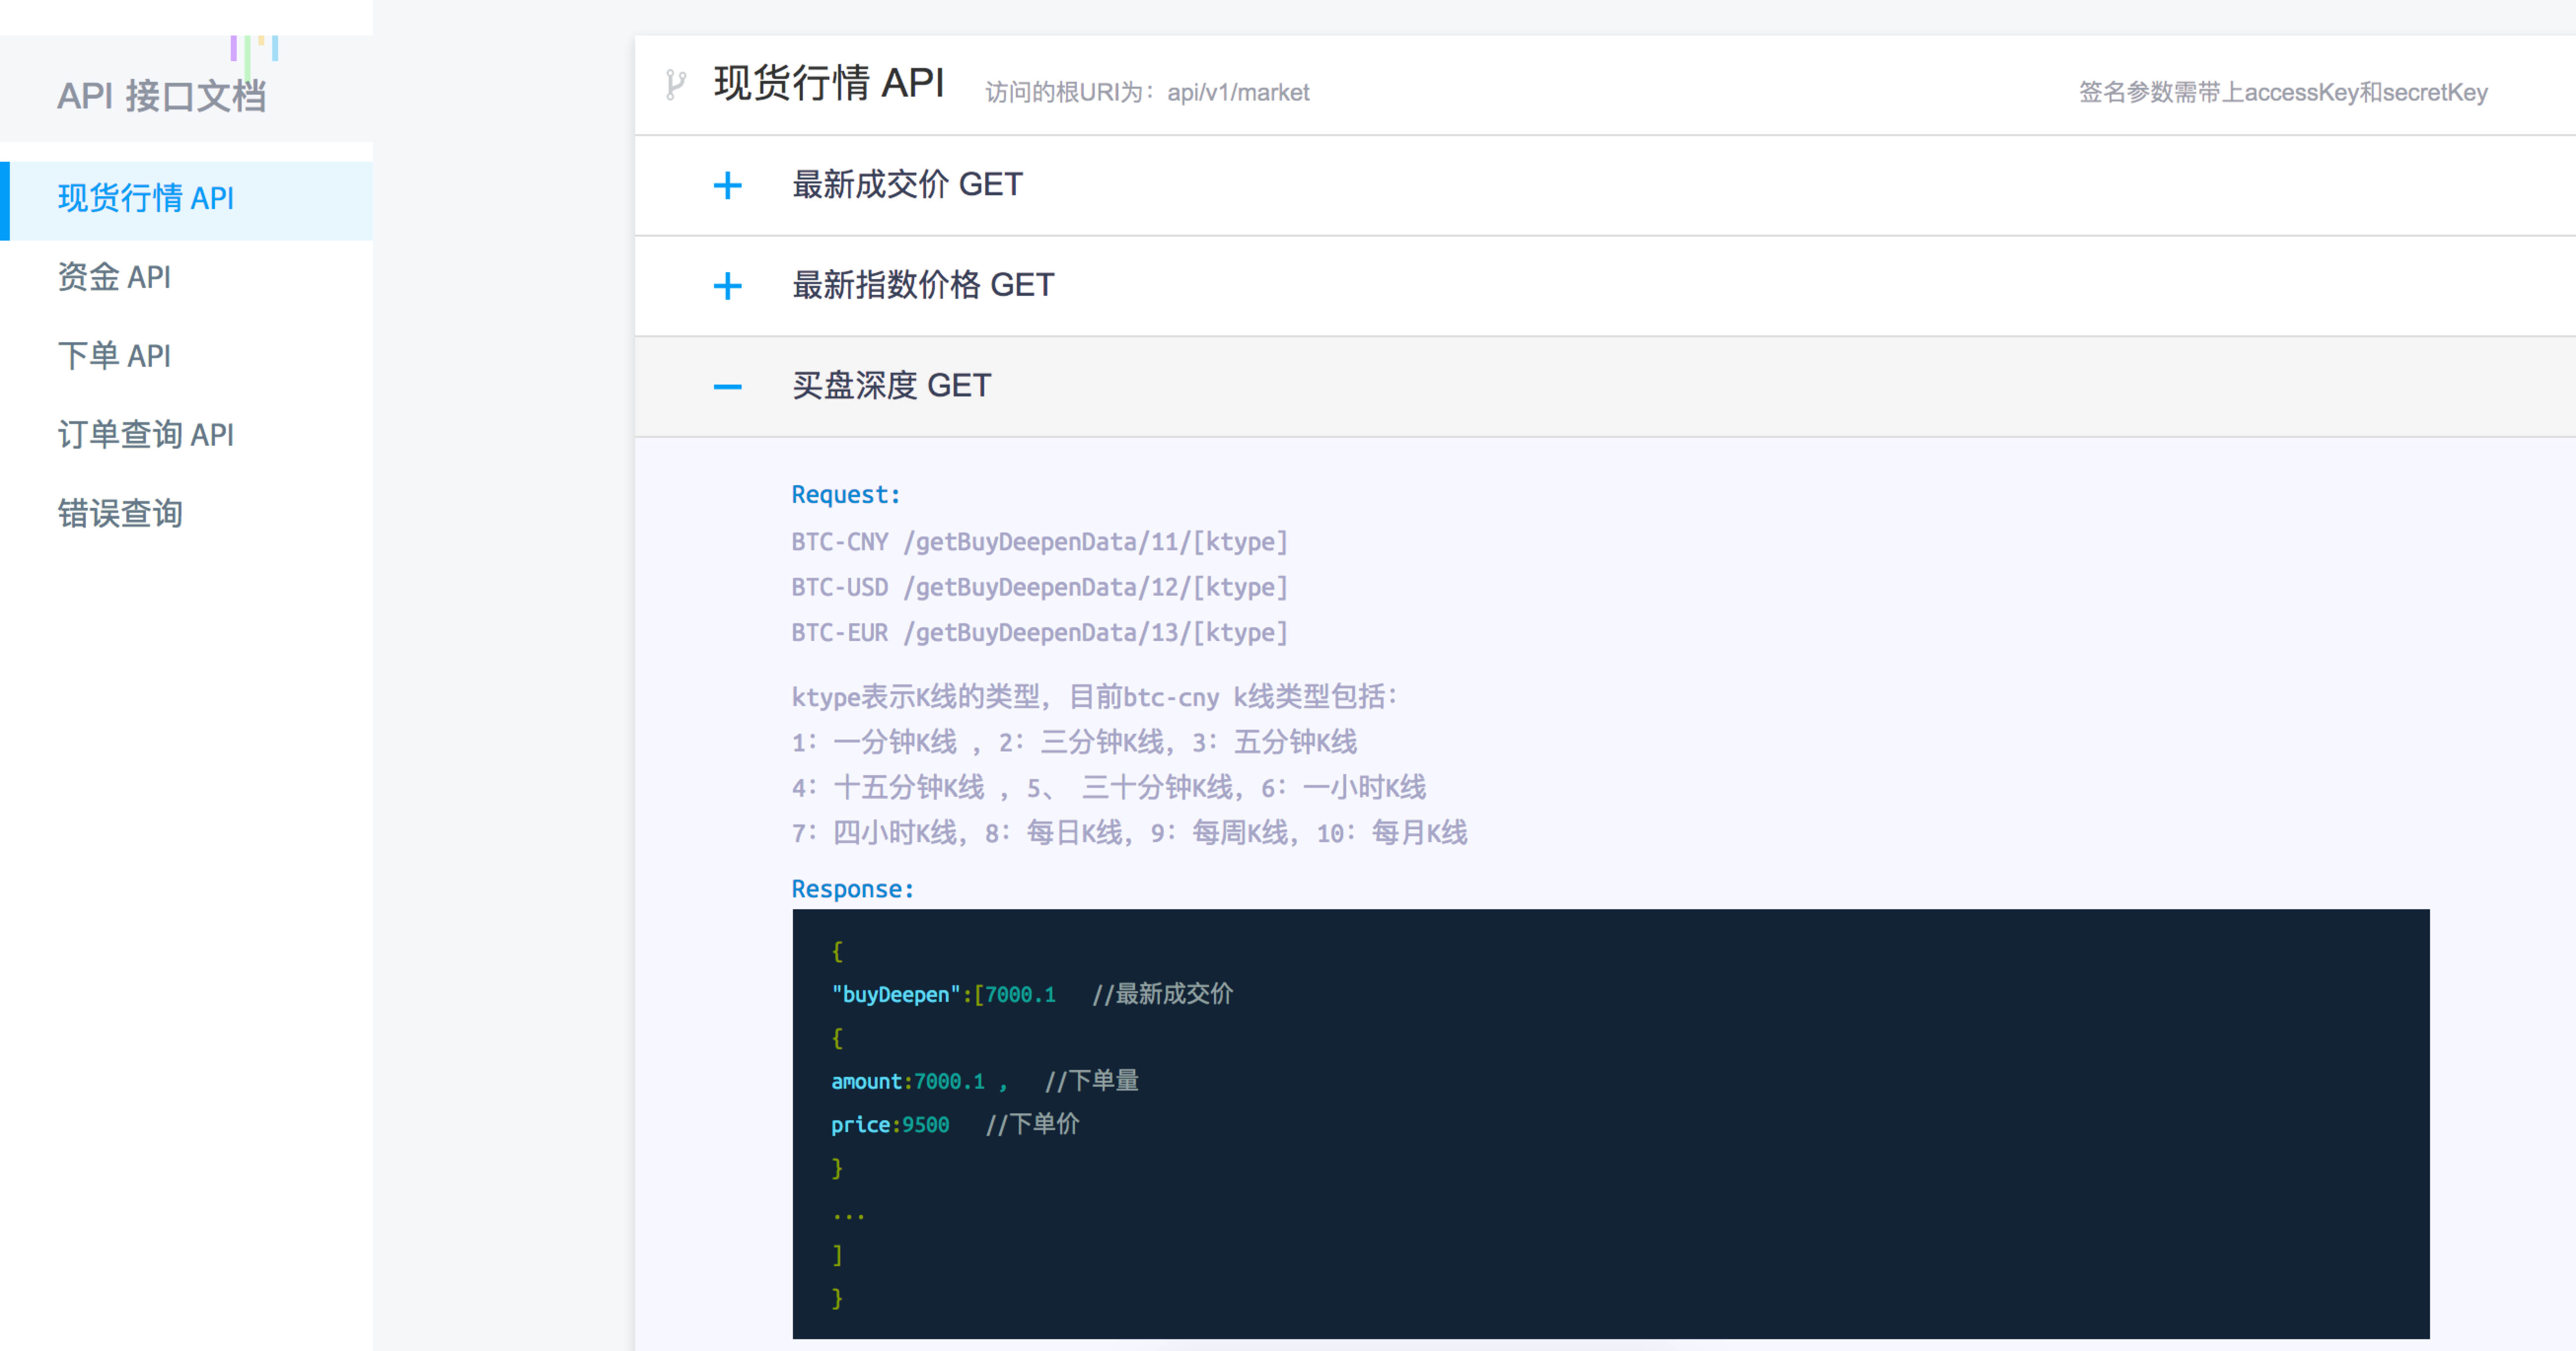 API 接口文档
现货行情 API
资金 API
下单 API
订单查询 API
错误查询
现货行情 API 访问的根URI为：api/v1/market 签名参数需带上accessKey和secretKey
最新成交价 GET
最新指数价格 GET
买盘深度 GET
Request:
BTC-CNY /getBuyDeepenData/11/[ktype]
BTC-USD /getBuyDeepenData/12/[ktype]
BTC-EUR /getBuyDeepenData/13/[ktype]
ktype表示K线的类型，目前btc-cny k线类型包括：
1：一分钟K线 ，2：三分钟K线，3：五分钟K线
4：十五分钟K线 ，5、 三十分钟K线，6：一小时K线
7：四小时K线，8：每日K线，9：每周K线，10：每月K线
Response:
{
"buyDeepen":[7000.1 //最新成交价
{
amount:7000.1 , //下单量
price:9500 //下单价
}
...
]
}